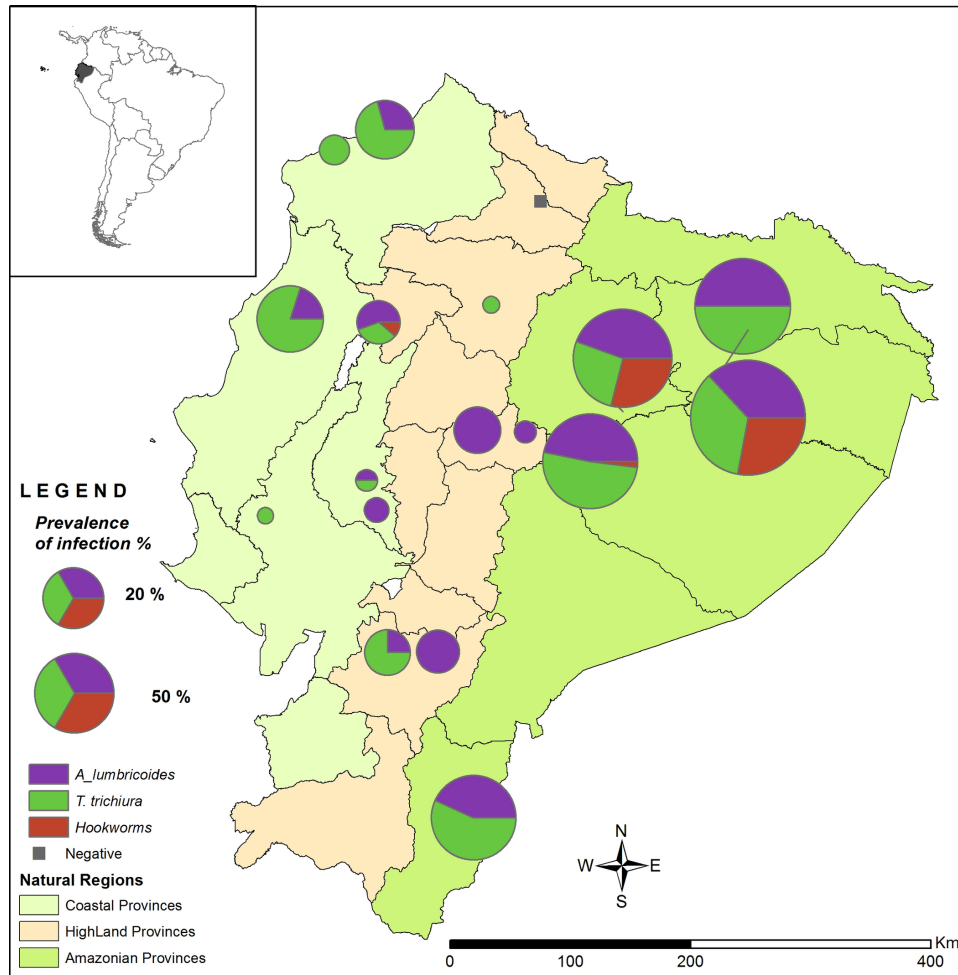 L E G E N D
Prevalence
of infection %
20 %
50 %
A_lumbricoides
T. trichiura
Hookworms
Negative
Natural Regions
Coastal Provinces
HighLand Provinces
Amazonian Provinces
N
W E
S
Km
0 100 200 400